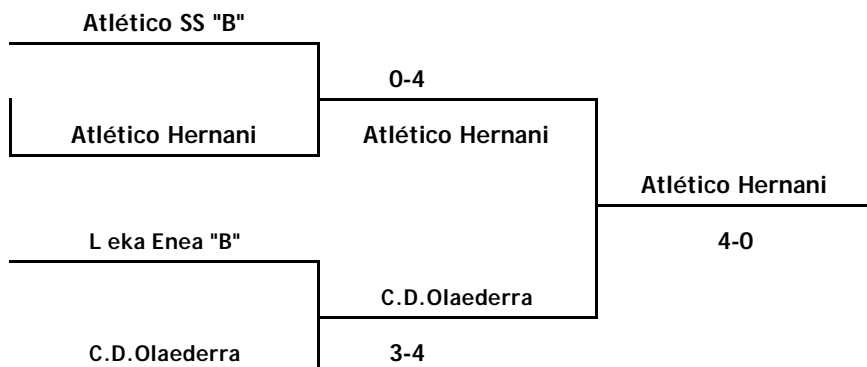 Atlético SS "B"
0-4
Atlético Hernani
Atlético Hernani
Atlético Hernani
L eka Enea "B"
4-0
C.D.Olaederra
C.D.Olaederra
3-4